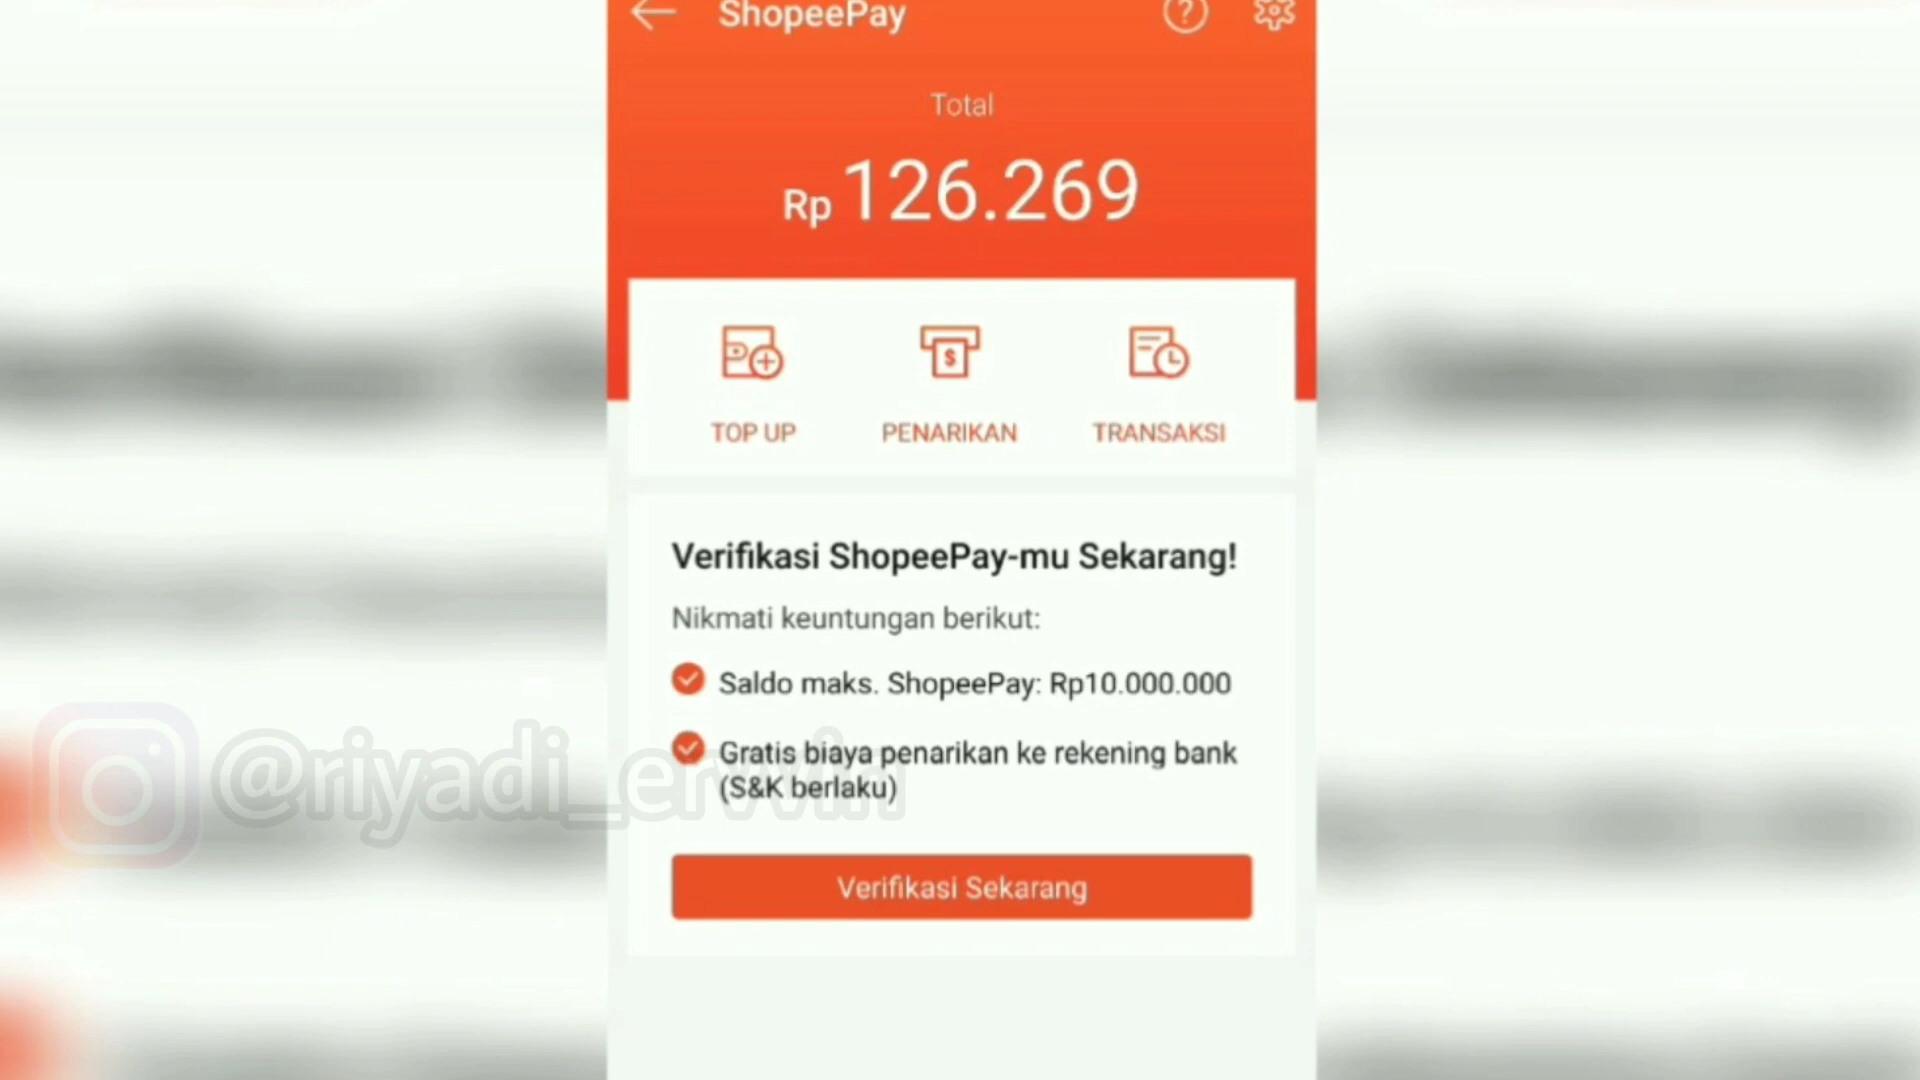 ShopeePay
Total
Rp 126.269
TOP UP
PENARIKAN
TRANSAKSI
Verifikasi ShopeePay-mu Sekarang!
Nikmati keuntungan berikut:
Saldo maks. ShopeePay: Rp10.000.000
Gratis biaya penarikan ke rekening bank
(S&K berlaku)
@riyadi_erwin
Verifikasi Sekarang